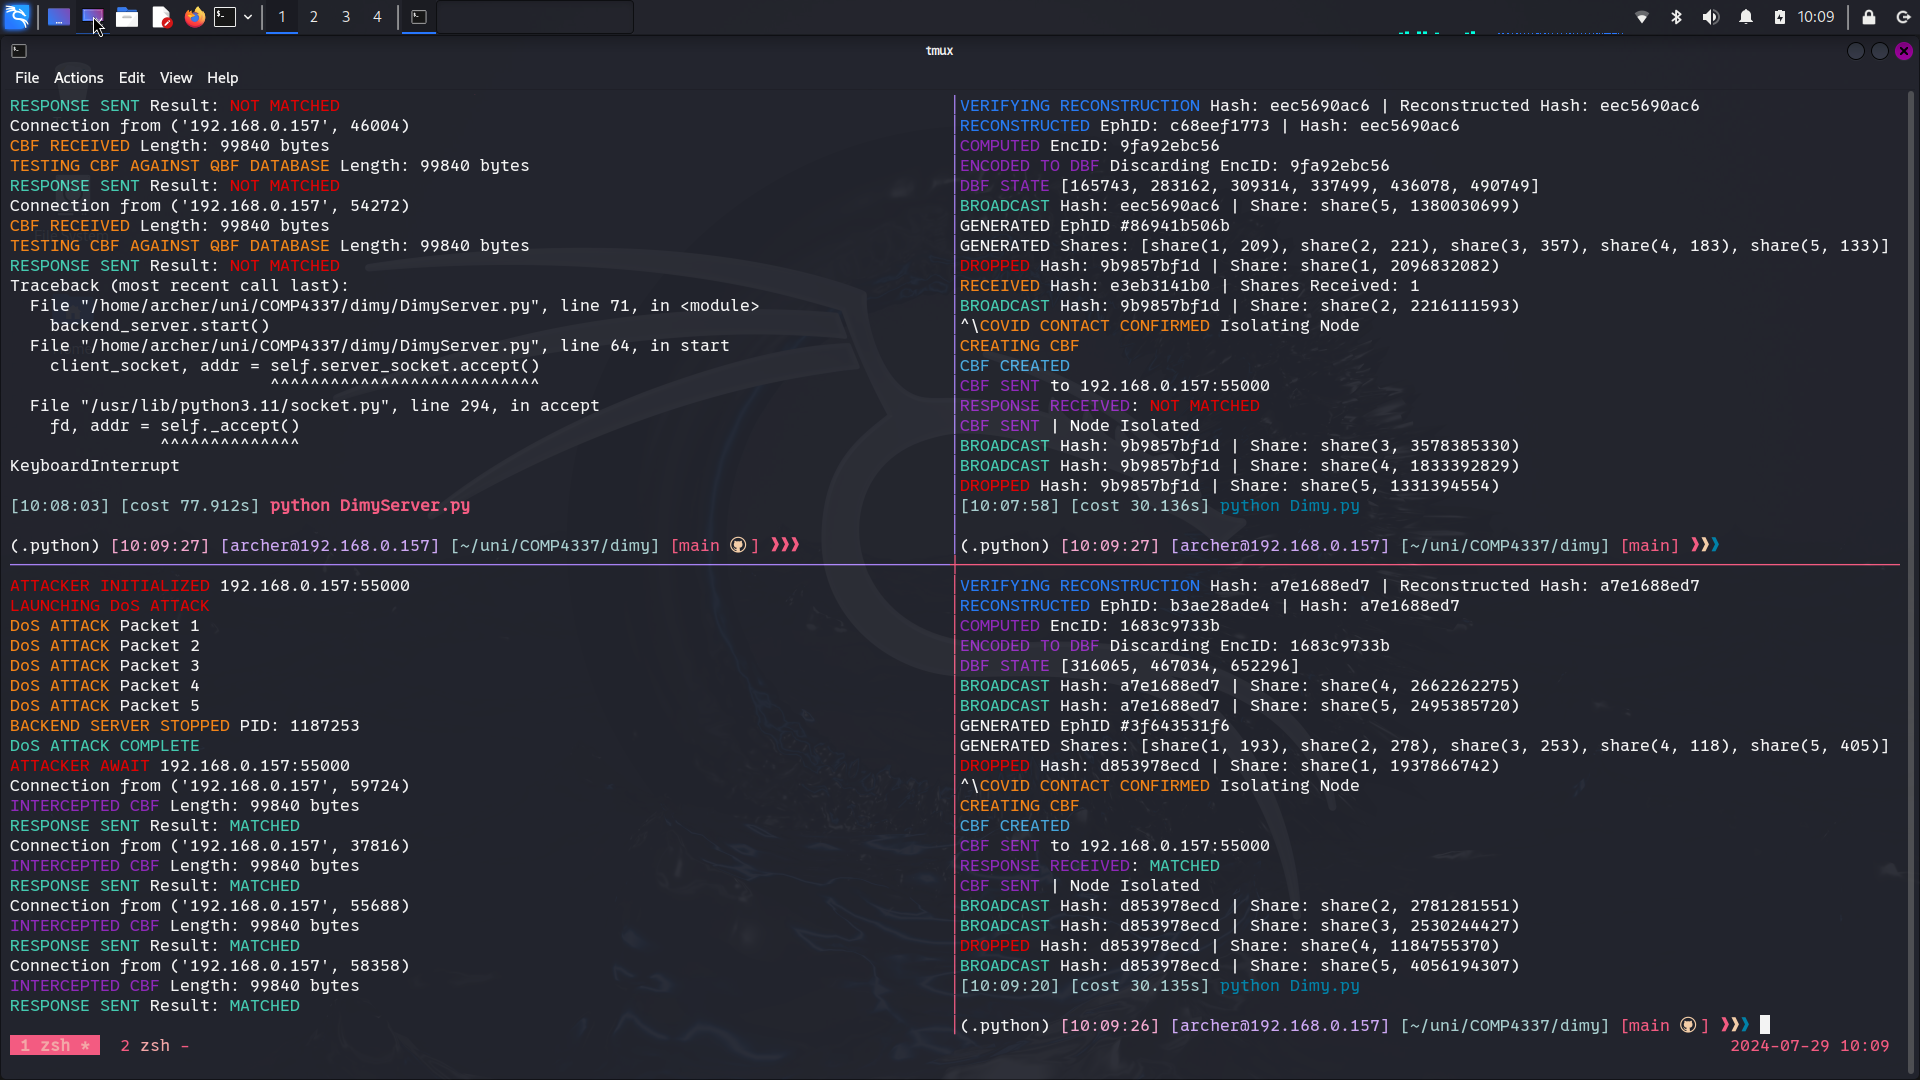 1 2 3 4
10:09
tmux
File Actions Edit View Help
RESPONSE SENT Result: NOT MATCHED
Connection from ('192.168.0.157', 46004)
CBF RECEIVED Length: 99840 bytes
TESTING CBF AGAINST QBF DATABASE Length: 99840 bytes
RESPONSE SENT Result: NOT MATCHED
Connection from ('192.168.0.157', 54272)
CBF RECEIVED Length: 99840 bytes
TESTING CBF AGAINST QBF DATABASE Length: 99840 bytes
RESPONSE SENT Result: NOT MATCHED
Traceback (most recent call last):
File "/home/archer/uni/COMP4337/dimy/DimyServer.py", line 71, in <module>
backend_server.start()
File "/home/archer/uni/COMP4337/dimy/DimyServer.py", line 64, in start
client_socket, addr = self.server_socket.accept()
^^^^^^^^^^^^^^^^^^^^^^^^^^^
File "/usr/lib/python3.11/socket.py", line 294, in accept
fd, addr = self._accept()
^^^^^^^^^^^^^^
KeyboardInterrupt
[10:08:03] [cost 77.912s] python DimyServer.py
(.python) [10:09:27] [archer@192.168.0.157] [~/uni/COMP4337/dimy] [main ] ❯❯❯
VERIFYING RECONSTRUCTION Hash: eec5690ac6 | Reconstructed Hash: eec5690ac6
RECONSTRUCTED EphID: c68eef1773 | Hash: eec5690ac6
COMPUTED EncID: 9fa92ebc56
ENCODED TO DBF Discarding EncID: 9fa92ebc56
DBF STATE [165743, 283162, 309314, 337499, 436078, 490749]
BROADCAST Hash: eec5690ac6 | Share: share(5, 1380030699)
GENERATED EphID #86941b506b
GENERATED Shares: [share(1, 209), share(2, 221), share(3, 357), share(4, 183), share(5, 133)]
DROPPED Hash: 9b9857bf1d | Share: share(1, 2096832082)
RECEIVED Hash: e3eb3141b0 | Shares Received: 1
BROADCAST Hash: 9b9857bf1d | Share: share(2, 2216111593)
^\COVID CONTACT CONFIRMED Isolating Node
CREATING CBF
CBF CREATED
CBF SENT to 192.168.0.157:55000
RESPONSE RECEIVED: NOT MATCHED
CBF SENT | Node Isolated
BROADCAST Hash: 9b9857bf1d | Share: share(3, 3578385330)
BROADCAST Hash: 9b9857bf1d | Share: share(4, 1833392829)
DROPPED Hash: 9b9857bf1d | Share: share(5, 1331394554)
[10:07:58] [cost 30.136s] python Dimy.py
(.python) [10:09:27] [archer@192.168.0.157] [~/uni/COMP4337/dimy] [main] ❯❯❯
ATTACKER INITIALIZED 192.168.0.157:55000
LAUNCHING DoS ATTACK
DoS ATTACK Packet 1
DoS ATTACK Packet 2
DoS ATTACK Packet 3
DoS ATTACK Packet 4
DoS ATTACK Packet 5
BACKEND SERVER STOPPED PID: 1187253
DoS ATTACK COMPLETE
ATTACKER AWAIT 192.168.0.157:55000
Connection from ('192.168.0.157', 59724)
INTERCEPTED CBF Length: 99840 bytes
RESPONSE SENT Result: MATCHED
Connection from ('192.168.0.157', 37816)
INTERCEPTED CBF Length: 99840 bytes
RESPONSE SENT Result: MATCHED
Connection from ('192.168.0.157', 55688)
INTERCEPTED CBF Length: 99840 bytes
RESPONSE SENT Result: MATCHED
Connection from ('192.168.0.157', 58358)
INTERCEPTED CBF Length: 99840 bytes
RESPONSE SENT Result: MATCHED
VERIFYING RECONSTRUCTION Hash: a7e1688ed7 | Reconstructed Hash: a7e1688ed7
RECONSTRUCTED EphID: b3ae28ade4 | Hash: a7e1688ed7
COMPUTED EncID: 1683c9733b
ENCODED TO DBF Discarding EncID: 1683c9733b
DBF STATE [316065, 467034, 652296]
BROADCAST Hash: a7e1688ed7 | Share: share(4, 2662262275)
BROADCAST Hash: a7e1688ed7 | Share: share(5, 2495385720)
GENERATED EphID #3f643531f6
GENERATED Shares: [share(1, 193), share(2, 278), share(3, 253), share(4, 118), share(5, 405)]
DROPPED Hash: d853978ecd | Share: share(1, 1937866742)
^\COVID CONTACT CONFIRMED Isolating Node
CREATING CBF
CBF CREATED
CBF SENT to 192.168.0.157:55000
RESPONSE RECEIVED: MATCHED
CBF SENT | Node Isolated
BROADCAST Hash: d853978ecd | Share: share(2, 2781281551)
BROADCAST Hash: d853978ecd | Share: share(3, 2530244427)
DROPPED Hash: d853978ecd | Share: share(4, 1184755370)
BROADCAST Hash: d853978ecd | Share: share(5, 4056194307)
[10:09:20] [cost 30.135s] python Dimy.py
(.python) [10:09:26] [archer@192.168.0.157] [~/uni/COMP4337/dimy] [main ] ❯❯❯
1 zsh * 2 zsh -
2024-07-29 10:09